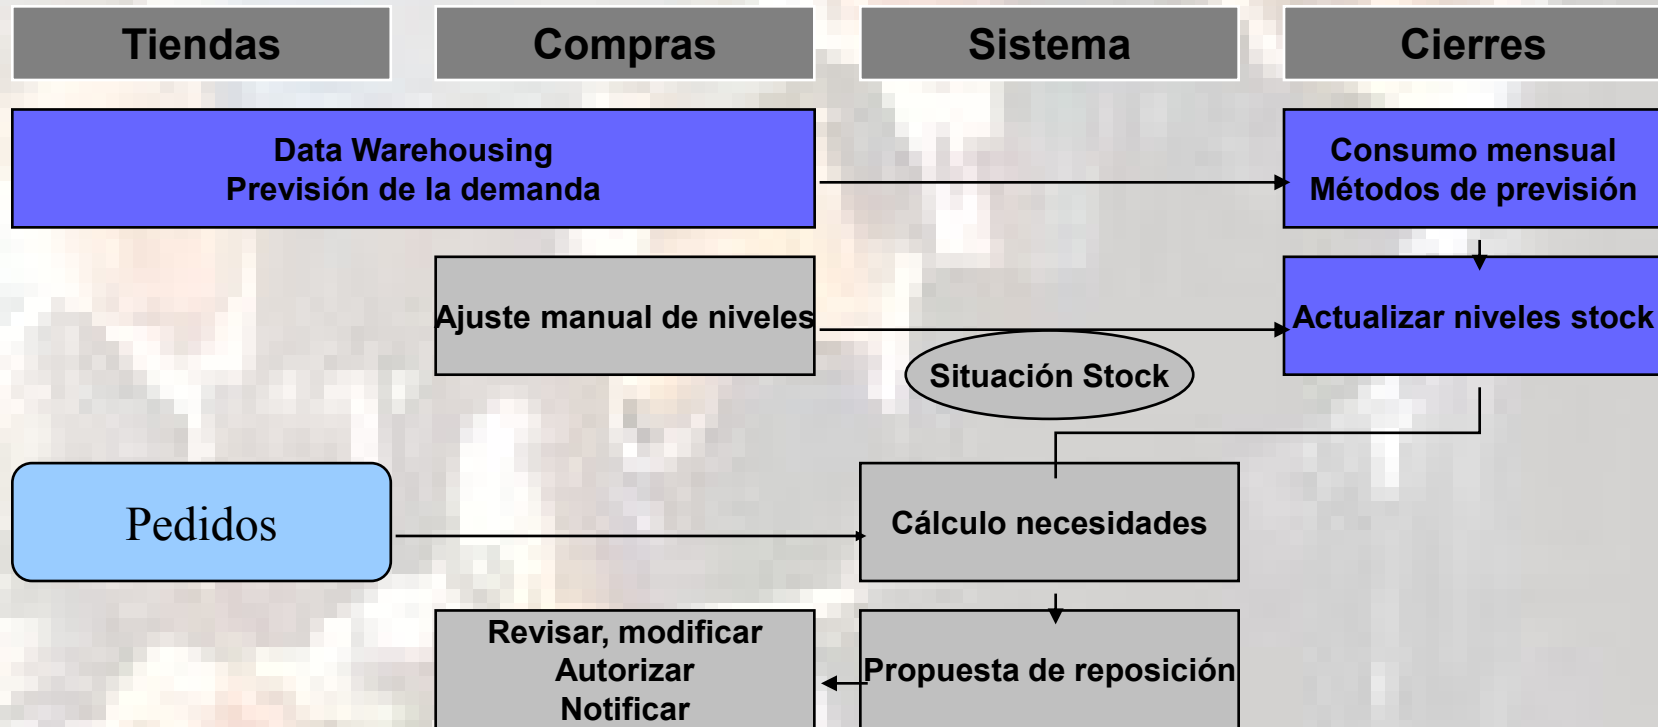 Tiendas
Compras
Sistema
Cierres
Data Warehousing
Previsión de la demanda
Consumo mensual
Métodos de previsión
Ajuste manual de niveles
Actualizar niveles stock
Situación Stock
Pedidos
Cálculo necesidades
Revisar, modificar
Autorizar
Notificar
Propuesta de reposición